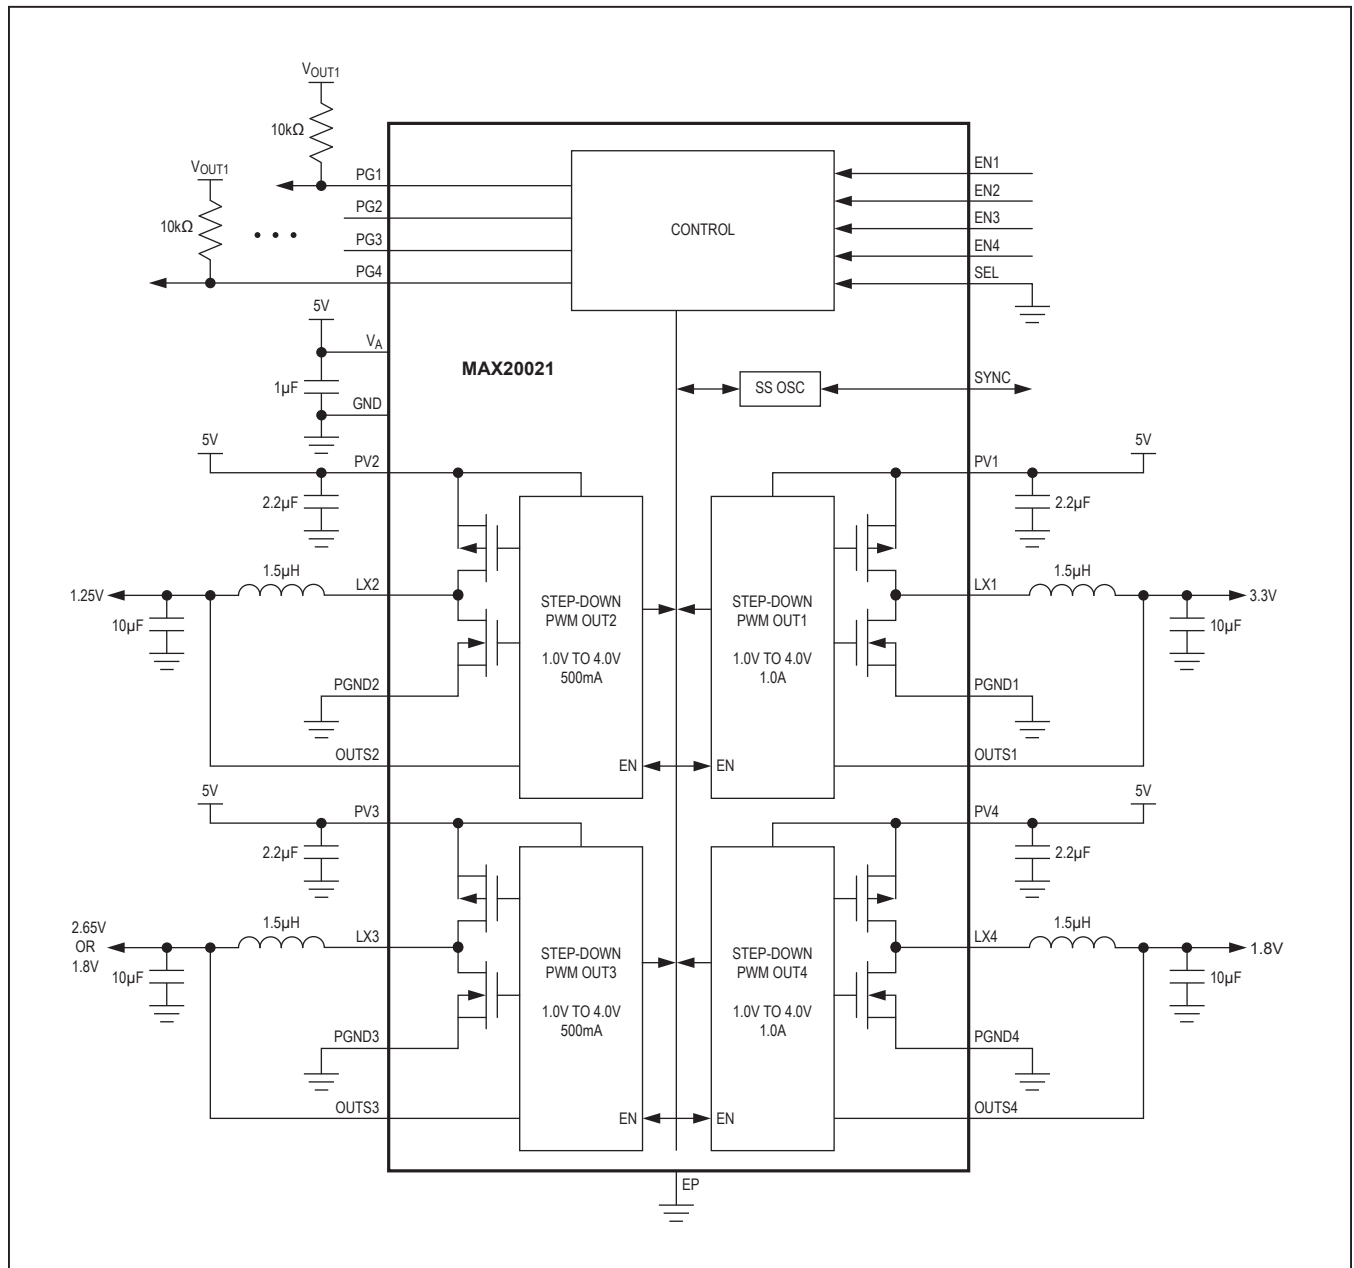 VOUT1
10kΩ
VOUT1
10kΩ
• • •
PG1
PG2
PG3
PG4
CONTROL
EN1
EN2
EN3
EN4
SEL
5V
VA
1µF
GND
MAX20021
SS OSC
SYNC
5V
PV2
2.2µF
1.5µH
LX2
1.25V
10µF
PGND2
OUTS2
STEP-DOWN
PWM OUT2
1.0V TO 4.0V
500mA
EN
STEP-DOWN
PWM OUT1
1.0V TO 4.0V
1.0A
EN
PV1
5V
2.2µF
LX1
1.5µH
3.3V
10µF
PGND1
OUTS1
5V
PV3
2.2µF
1.5µH
LX3
2.65V
OR
1.8V
10µF
PGND3
OUTS3
STEP-DOWN
PWM OUT3
1.0V TO 4.0V
500mA
EN
STEP-DOWN
PWM OUT4
1.0V TO 4.0V
1.0A
EN
PV4
5V
2.2µF
LX4
1.5µH
1.8V
10µF
PGND4
OUTS4
EP